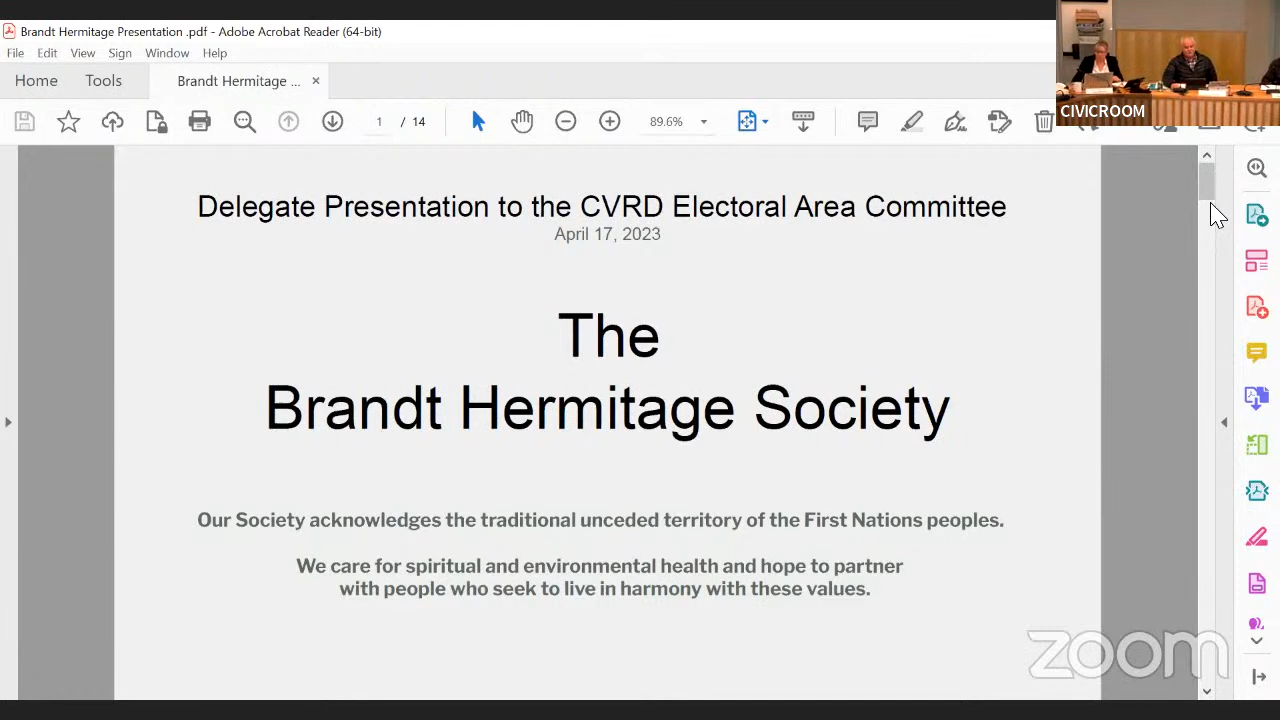 Brandt Hermitage Presentation .pdf - Adobe Acrobat Reader (64-bit)
File Edit View Sign Window Help
Home Tools Brandt Hermitage ... ×
1 / 14 89.6%
CIVICROOM
Delegate Presentation to the CVRD Electoral Area Committee
April 17, 2023
The
Brandt Hermitage Society
Our Society acknowledges the traditional unceded territory of the First Nations peoples.
We care for spiritual and environmental health and hope to partner
with people who seek to live in harmony with these values.
zoom